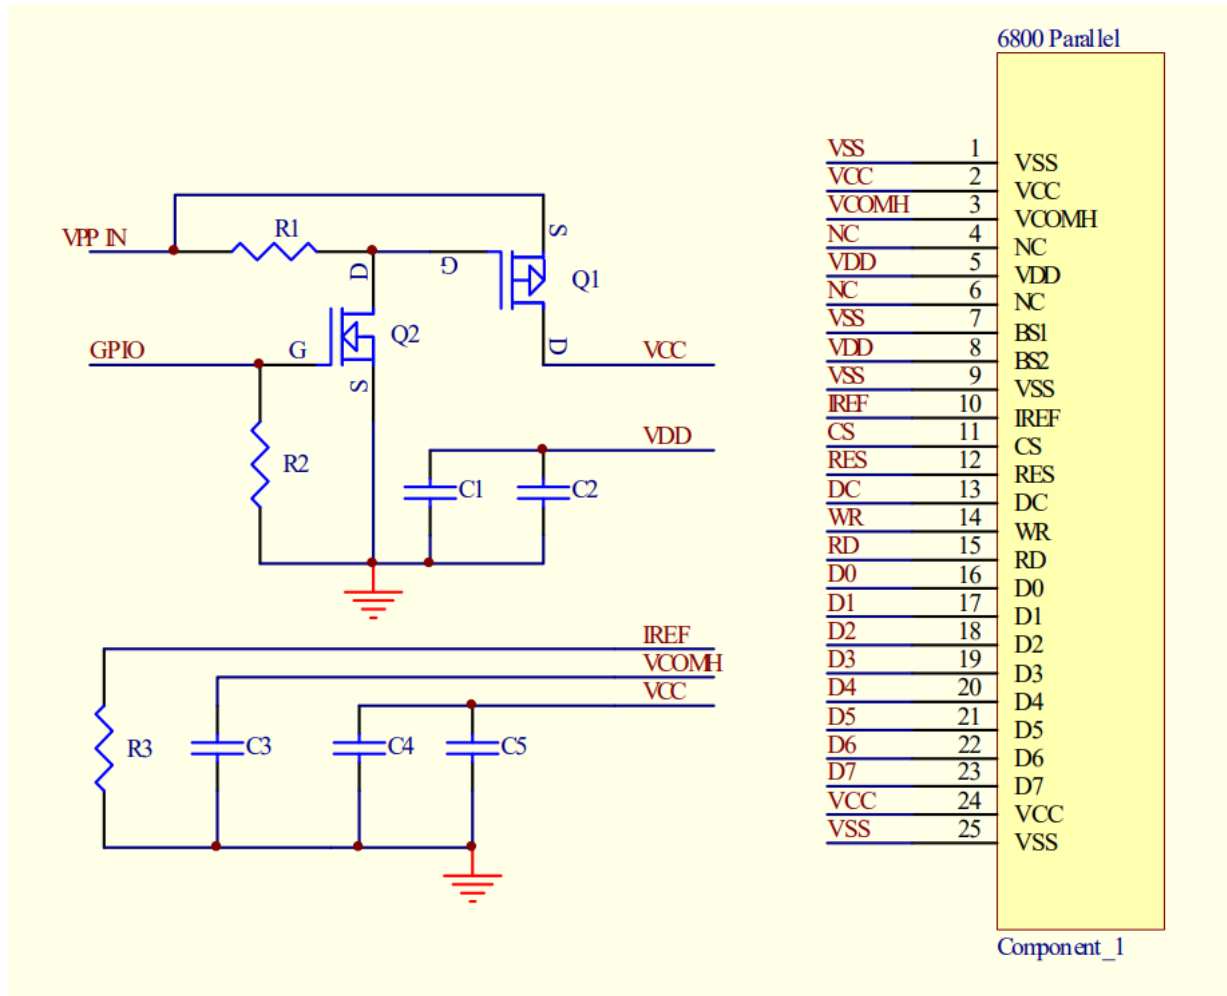 6800 Parallel
VPP IN
R1
D
G
S
Q1
D
VCC
GPIO
G
Q2
S
R2
VDD
C1
C2
IREF
VCOMH
VCC
R3
C3
C4
C5
VSS 1 VSS
VCC 2 VCC
VCOMH 3 VCOMH
NC 4 NC
VDD 5 VDD
NC 6 NC
VSS 7 BS1
VDD 8 BS2
VSS 9 VSS
IREF 10 IREF
CS 11 CS
RES 12 RES
DC 13 DC
WR 14 WR
RD 15 RD
D0 16 D0
D1 17 D1
D2 18 D2
D3 19 D3
D4 20 D4
D5 21 D5
D6 22 D6
D7 23 D7
VCC 24 VCC
VSS 25 VSS
Component_1